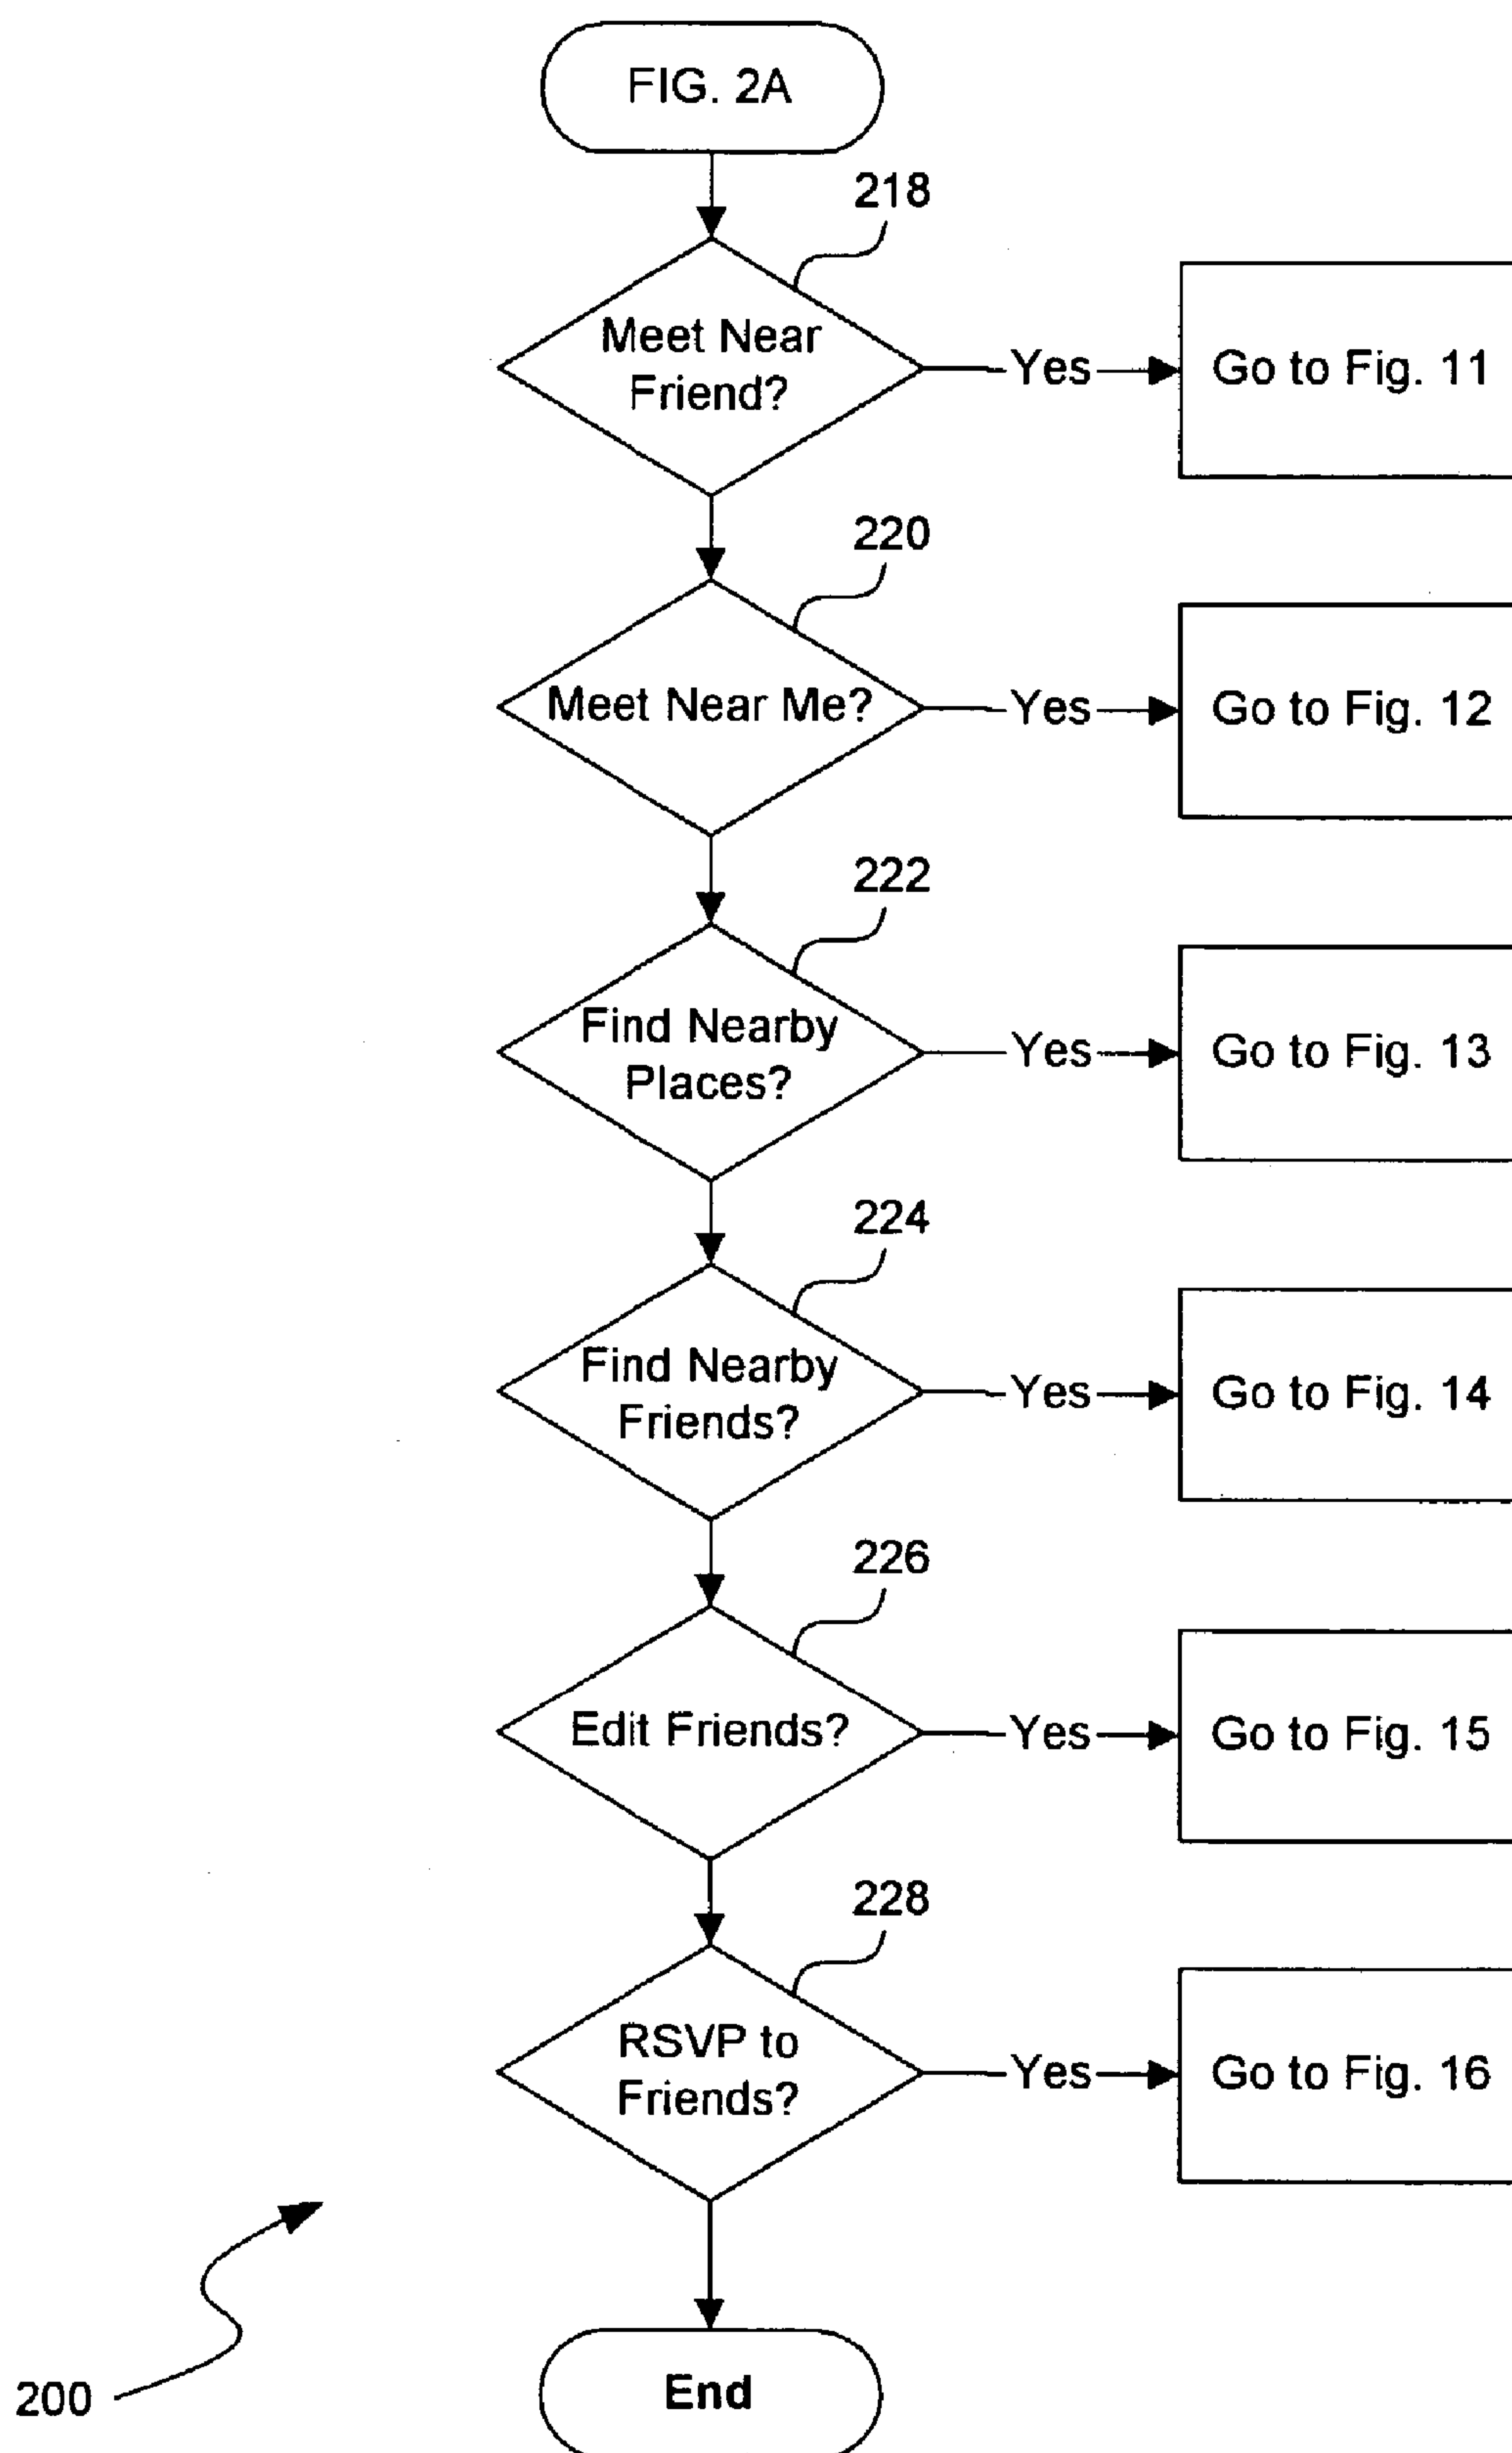 FIG. 2A
218
Meet Near
Friend?
Yes
Go to Fig. 11
220
Meet Near Me?
Yes
Go to Fig. 12
222
Find Nearby
Places?
Yes
Go to Fig. 13
224
Find Nearby
Friends?
Yes
Go to Fig. 14
226
Edit Friends?
Yes
Go to Fig. 15
228
RSVP to
Friends?
Yes
Go to Fig. 16
200
End